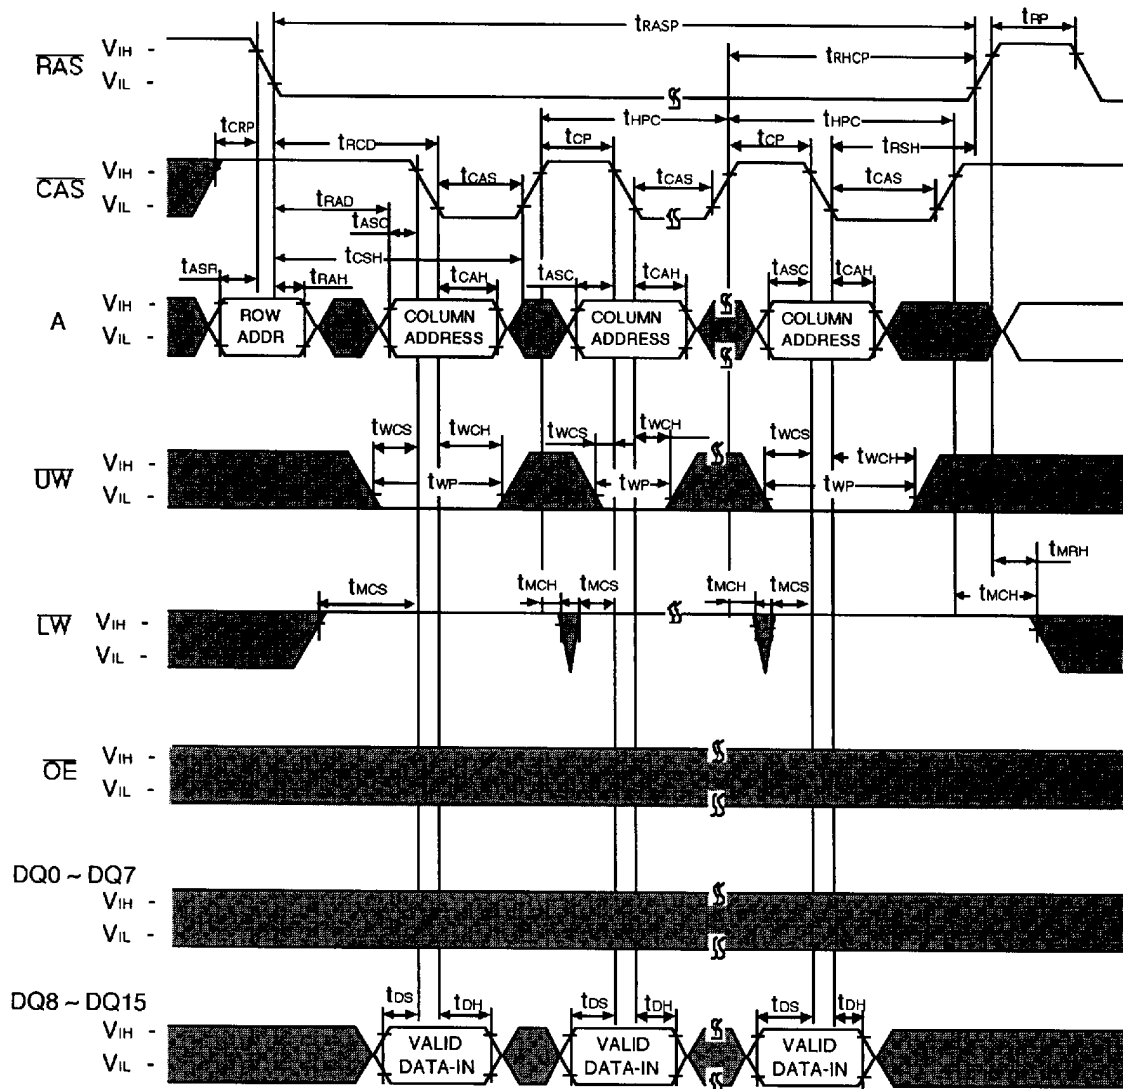 tRASP tRP
RAS VIH -
VIL -
tRHCP
tCRP tRCD tHPC tCP tHPC tCP tRSH
CAS VIH -
VIL -
tCAS tCAS tCAS
tRAD
tASC
tCSH
tASR tRAH tCAH tASC tCAH tASC tCAH
A VIH -
VIL -
ROW ADDR
COLUMN ADDRESS
COLUMN ADDRESS
COLUMN ADDRESS
tWCS tWCH tWCS tWCH tWCS tWCH
UW VIH -
VIL -
tWP tWP tWP
tMRH
tMCS tMCH tMCS tMCH tMCS tMCH
LW VIH -
VIL -
OE VIH -
VIL -
DQ0 ~ DQ7
VIH -
VIL -
DQ8 ~ DQ15
tDS tDH tDS tDH tDS tDH
VIH -
VIL -
VALID DATA-IN
VALID DATA-IN
VALID DATA-IN